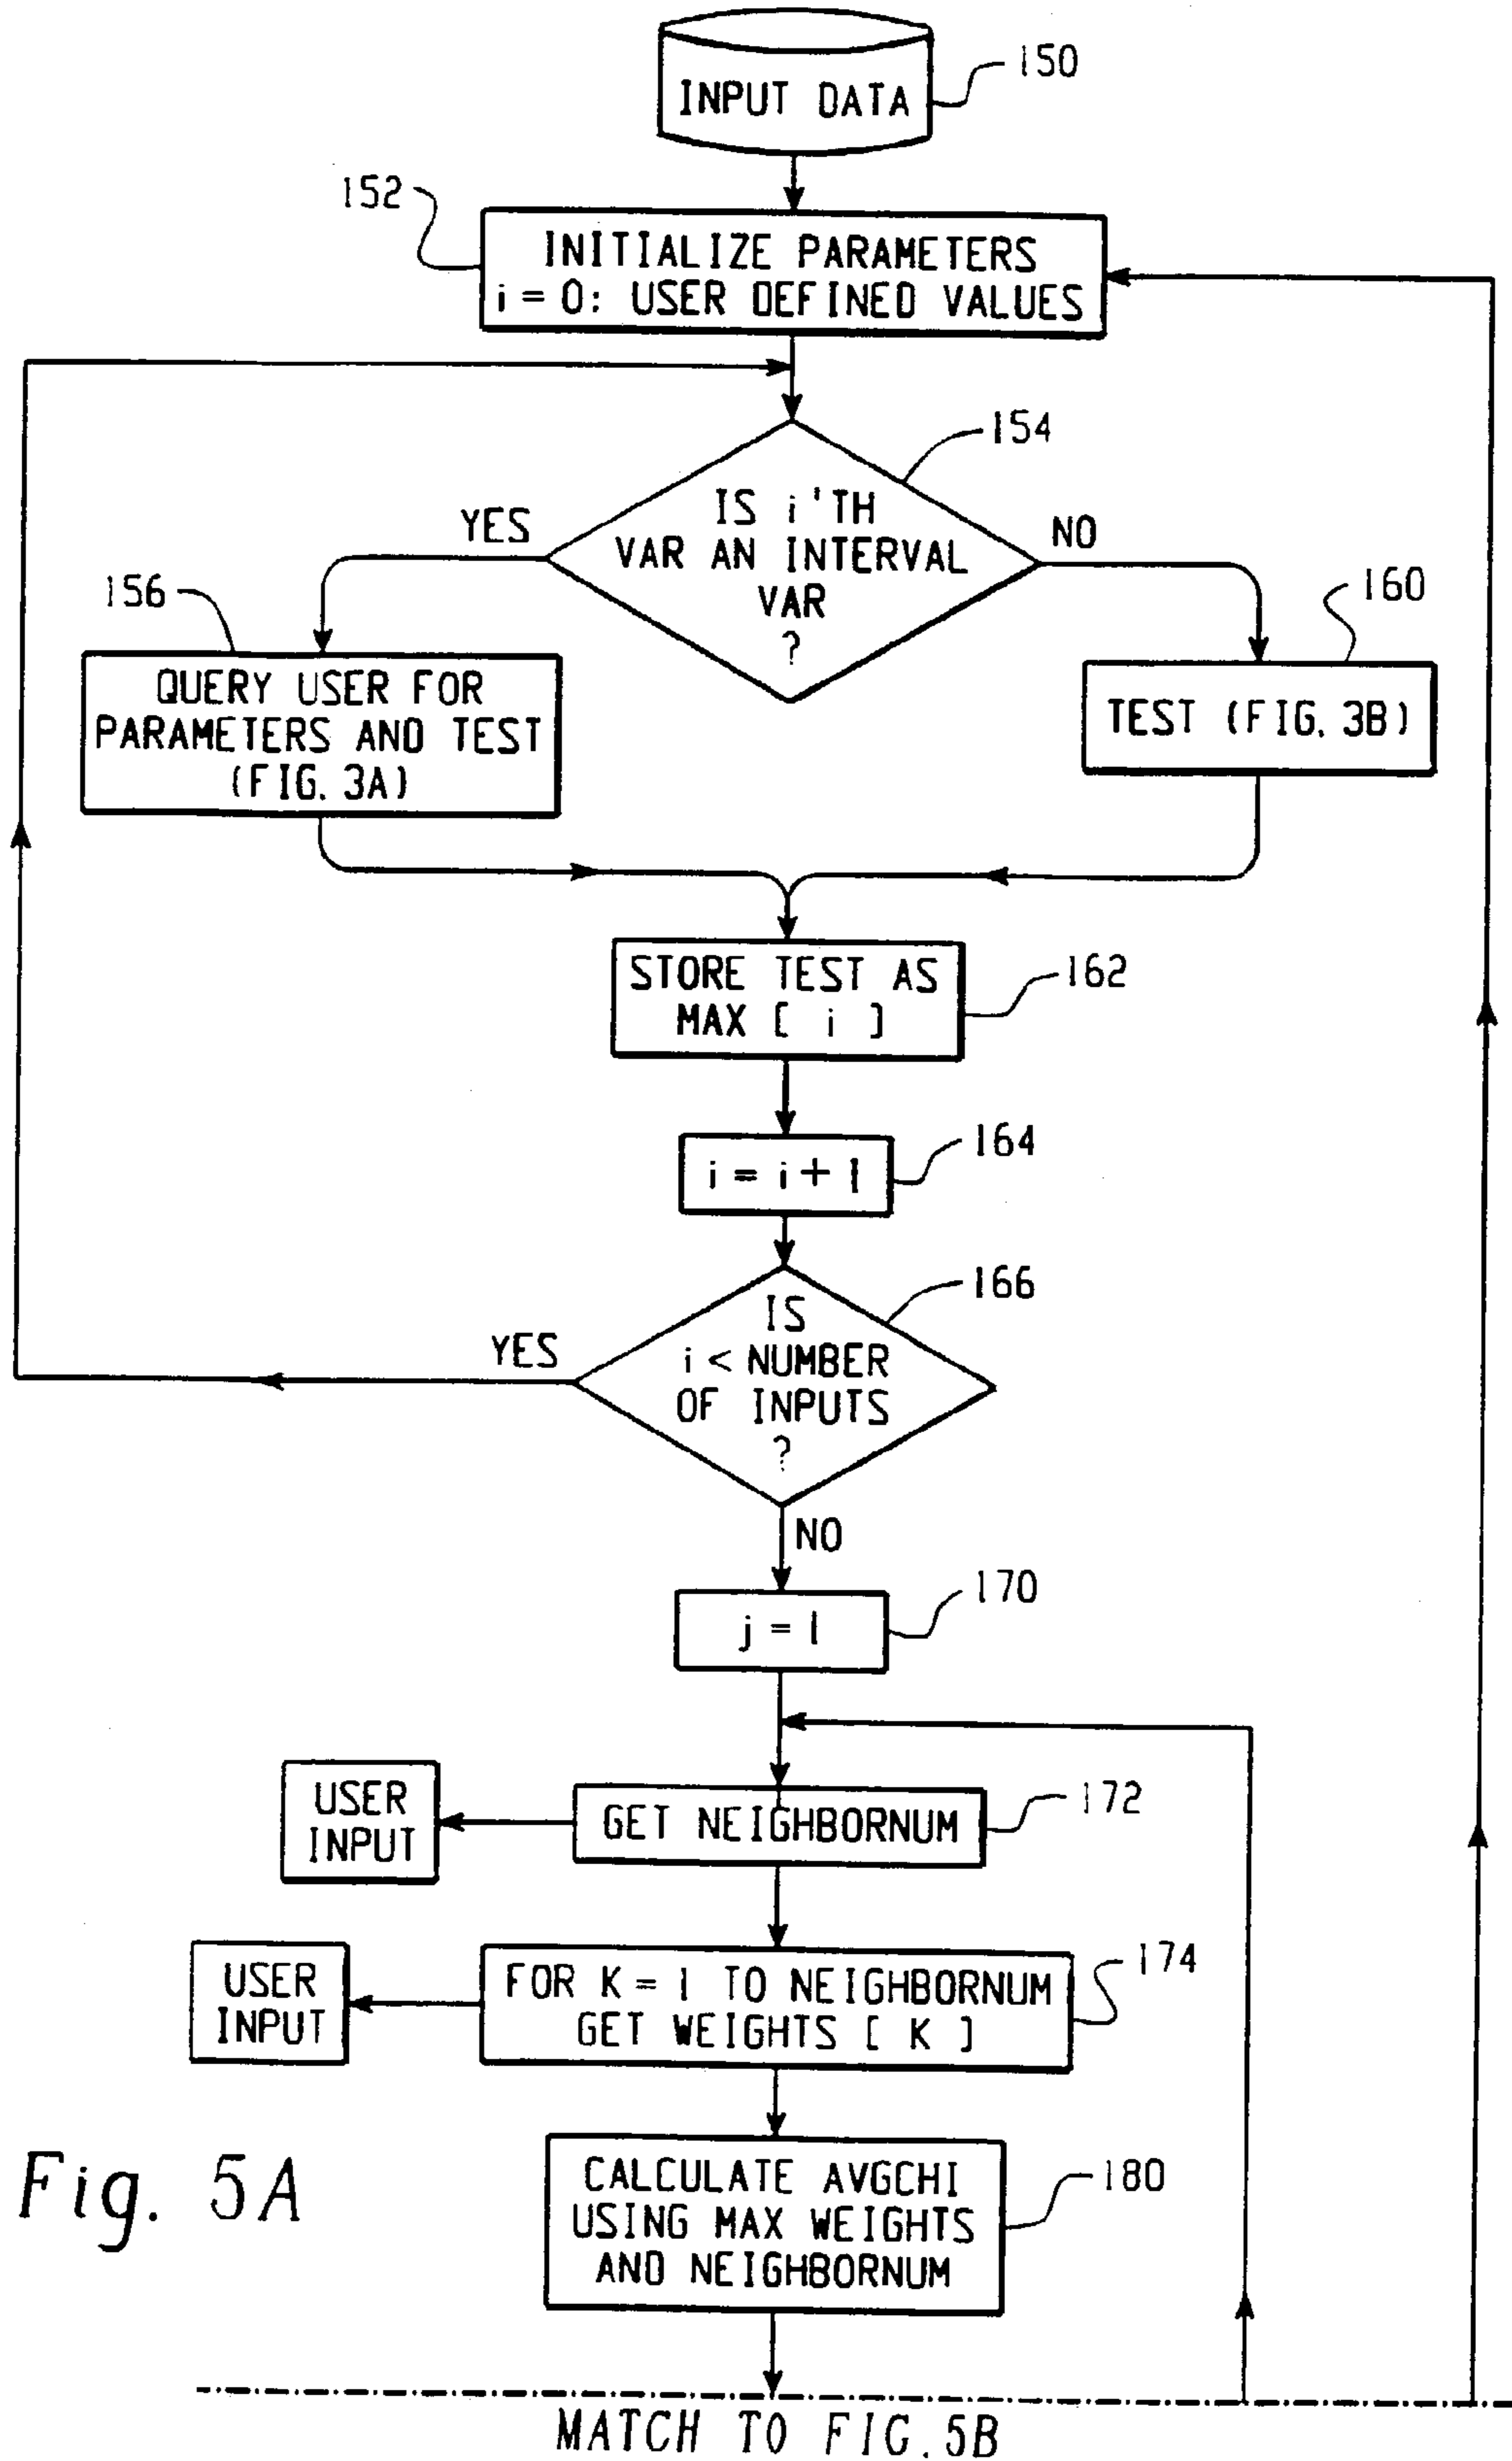 INPUT DATA
150
152
INITIALIZE PARAMETERS
i = 0: USER DEFINED VALUES
154
IS i'TH
VAR AN INTERVAL
VAR
?
YES
NO
156
160
QUERY USER FOR
PARAMETERS AND TEST
(FIG. 3A)
TEST (FIG. 3B)
STORE TEST AS
MAX [ i ]
162
i = i + 1
164
166
IS
i < NUMBER
OF INPUTS
?
YES
NO
170
j = 1
USER
INPUT
GET NEIGHBORNUM
172
USER
INPUT
FOR K = 1 TO NEIGHBORNUM
GET WEIGHTS [ K ]
174
CALCULATE AVGCHI
USING MAX WEIGHTS
AND NEIGHBORNUM
180
Fig. 5A
MATCH TO FIG. 5B